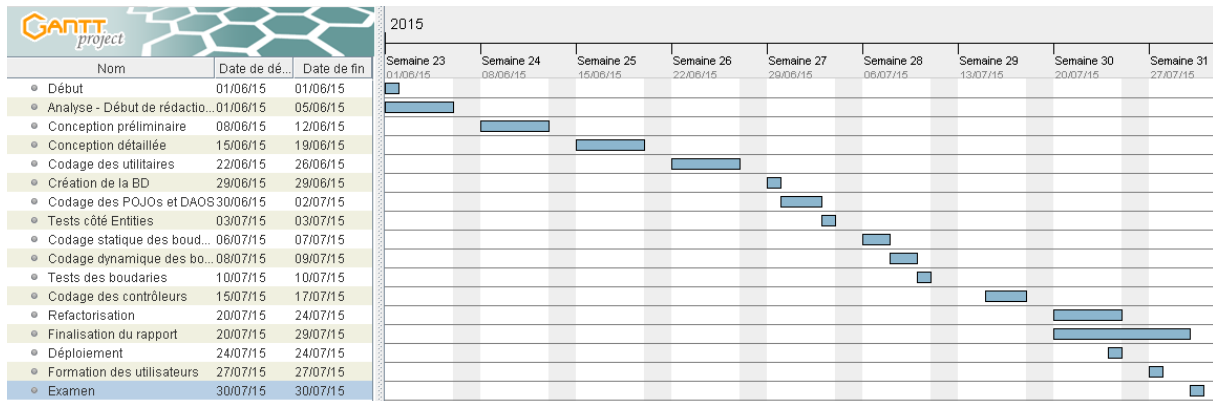 GANTT
project
2015
Semaine 23 Semaine 24 Semaine 25 Semaine 26 Semaine 27 Semaine 28 Semaine 29 Semaine 30 Semaine 31
01/06/15 08/06/15 15/06/15 22/06/15 29/06/15 06/07/15 13/07/15 20/07/15 27/07/15
Nom Date de dé... Date de fin
Début 01/06/15 01/06/15
Analyse - Début de rédactio... 01/06/15 05/06/15
Conception préliminaire 08/06/15 12/06/15
Conception détaillée 15/06/15 19/06/15
Codage des utilitaires 22/06/15 26/06/15
Création de la BD 29/06/15 29/06/15
Codage des POJOs et DAOS 30/06/15 02/07/15
Tests côté Entities 03/07/15 03/07/15
Codage statique des boud... 06/07/15 07/07/15
Codage dynamique des bo... 08/07/15 09/07/15
Tests des boudaries 10/07/15 10/07/15
Codage des contrôleurs 15/07/15 17/07/15
Refactorisation 20/07/15 24/07/15
Finalisation du rapport 20/07/15 29/07/15
Déploiement 24/07/15 24/07/15
Formation des utilisateurs 27/07/15 27/07/15
Examen 30/07/15 30/07/15